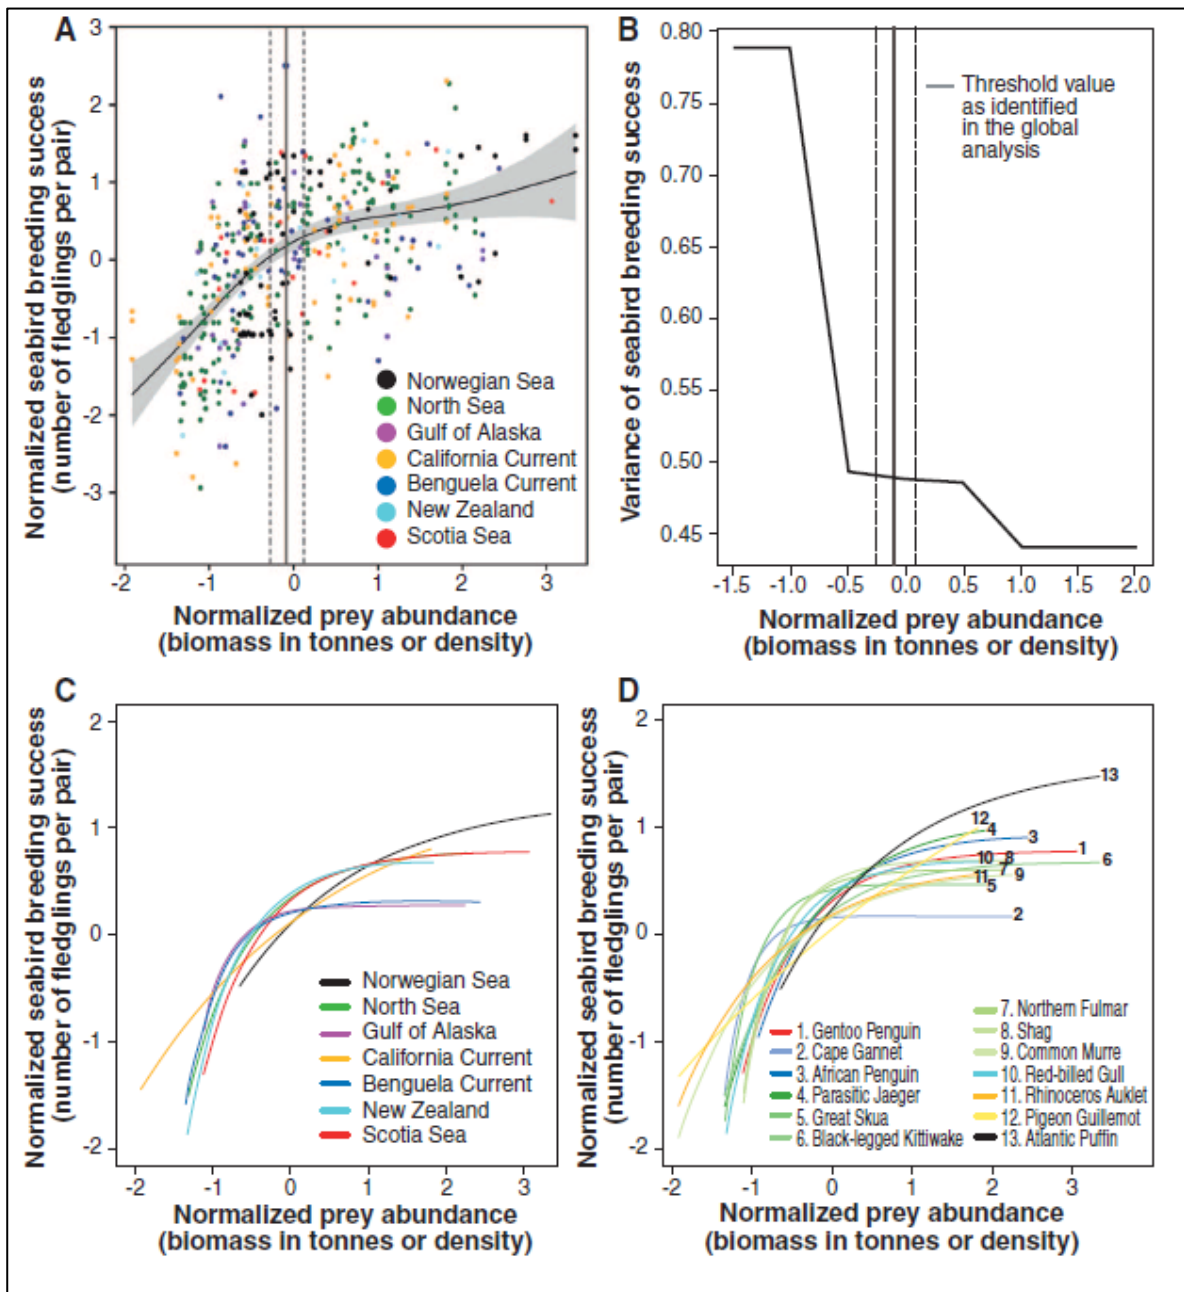 A
Normalized seabird breeding success
(number of fledglings per pair)
3
2
1
0
-1
-2
-3
Norwegian Sea
North Sea
Gulf of Alaska
California Current
Benguela Current
New Zealand
Scotia Sea
-2 -1 0 1 2 3
Normalized prey abundance
(biomass in tonnes or density)
B
Variance of seabird breeding success
0.80
0.75
0.70
0.65
0.60
0.55
0.50
0.45
Threshold value
as identified
in the global
analysis
-1.5 -1.0 -0.5 0.0 0.5 1.0 1.5 2.0
Normalized prey abundance
(biomass in tonnes or density)
C
Normalized seabird breeding success
(number of fledglings per pair)
2
1
0
-1
-2
Norwegian Sea
North Sea
Gulf of Alaska
California Current
Benguela Current
New Zealand
Scotia Sea
-2 -1 0 1 2 3
Normalized prey abundance
(biomass in tonnes or density)
D
Normalized seabird breeding success
(number of fledglings per pair)
2
1
0
-1
-2
13
12
4
3
1
10 8
7
6
11 9
5
2
1. Gentoo Penguin
2. Cape Gannet
3. African Penguin
4. Parasitic Jaeger
5. Great Skua
6. Black-legged Kittiwake
7. Northern Fulmar
8. Shag
9. Common Murre
10. Red-billed Gull
11. Rhinoceros Auklet
12. Pigeon Guillemot
13. Atlantic Puffin
-2 -1 0 1 2 3
Normalized prey abundance
(biomass in tonnes or density)